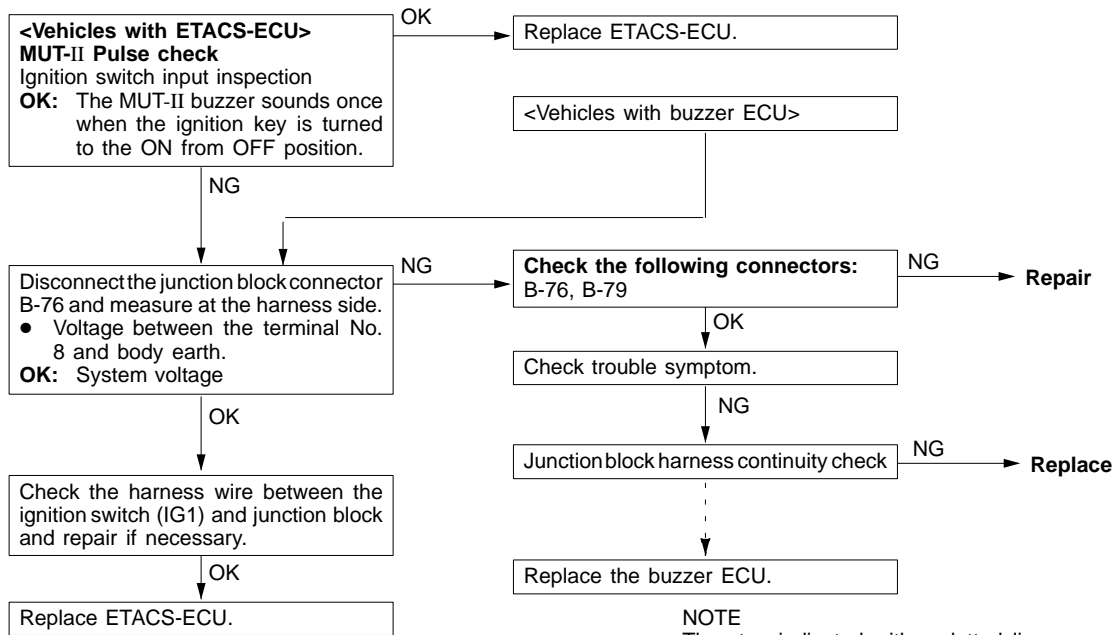 <Vehicles with ETACS-ECU>
MUT-II Pulse check
Ignition switch input inspection
OK: The MUT-II buzzer sounds once
when the ignition key is turned
to the ON from OFF position.
OK
Replace ETACS-ECU.
<Vehicles with buzzer ECU>
NG
Disconnect the junction block connector
B-76 and measure at the harness side.
● Voltage between the terminal No.
8 and body earth.
OK: System voltage
NG
Check the following connectors:
B-76, B-79
NG
Repair
OK
Check trouble symptom.
NG
Junction block harness continuity check
NG
Replace
OK
Check the harness wire between the
ignition switch (IG1) and junction block
and repair if necessary.
OK
Replace ETACS-ECU.
Replace the buzzer ECU.
NOTE